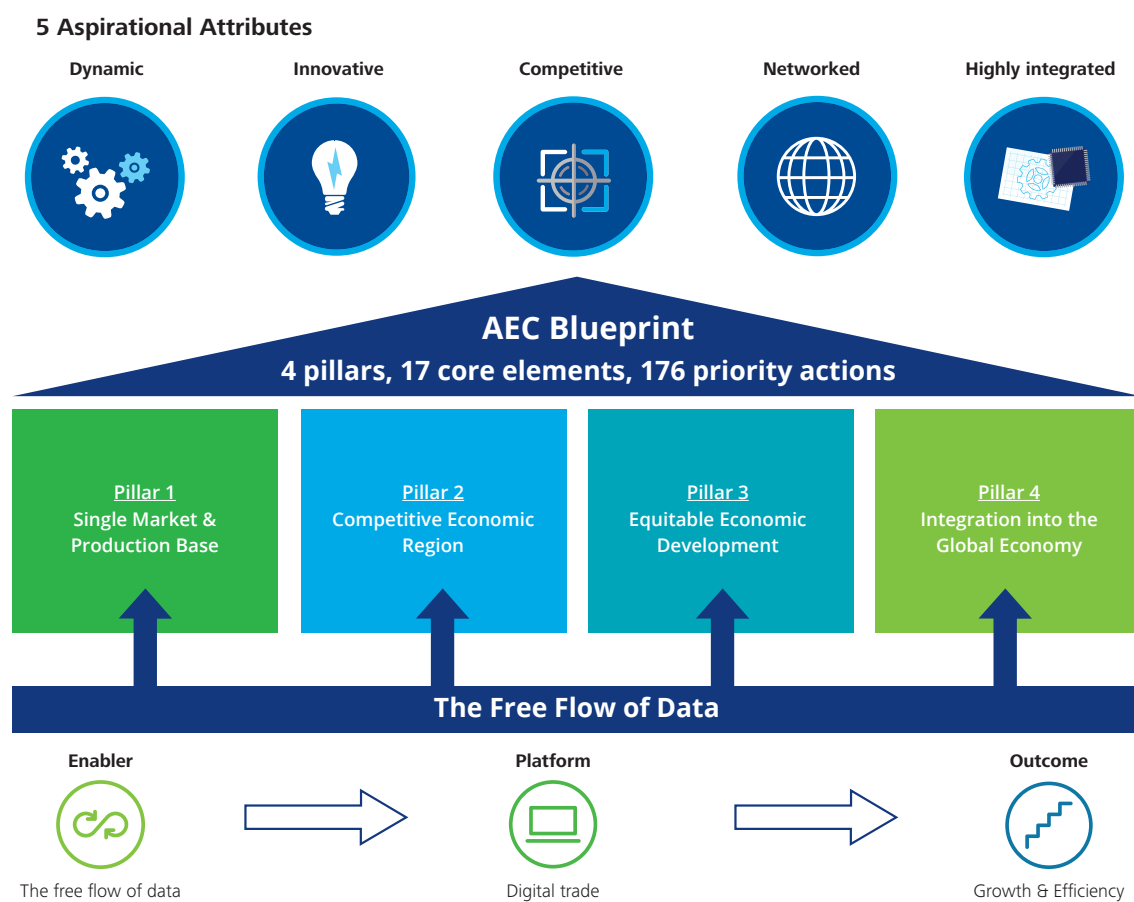 5 Aspirational Attributes
Dynamic
Innovative
Competitive
Networked
Highly integrated
AEC Blueprint
4 pillars, 17 core elements, 176 priority actions
Pillar 1
Single Market &
Production Base
Pillar 2
Competitive Economic
Region
Pillar 3
Equitable Economic
Development
Pillar 4
Integration into the
Global Economy
The Free Flow of Data
Enabler
Platform
Outcome
The free flow of data
Digital trade
Growth & Efficiency